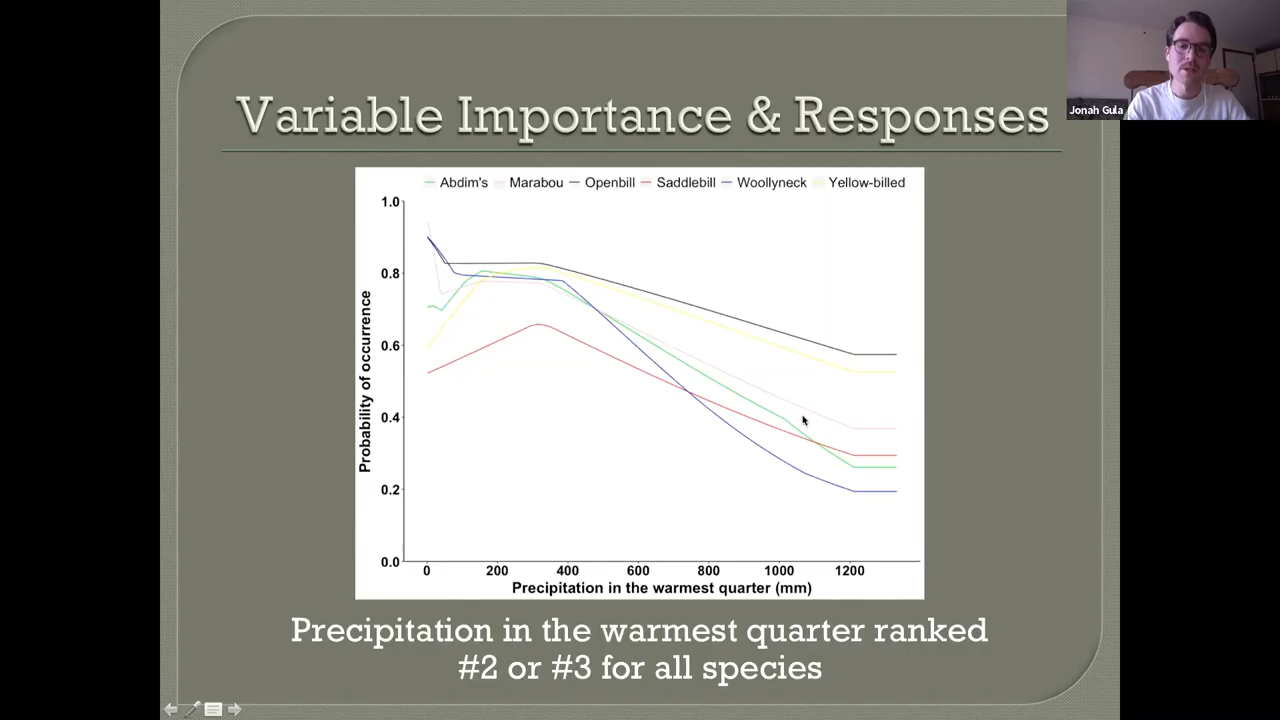 Jonah Gula
Variable Importance & Responses
Abdim's Marabou Openbill Saddlebill Woollyneck Yellow-billed
1.0
0.8
0.6
0.4
0.2
0.0
Probability of occurrence
0 200 400 600 800 1000 1200
Precipitation in the warmest quarter (mm)
Precipitation in the warmest quarter ranked
#2 or #3 for all species